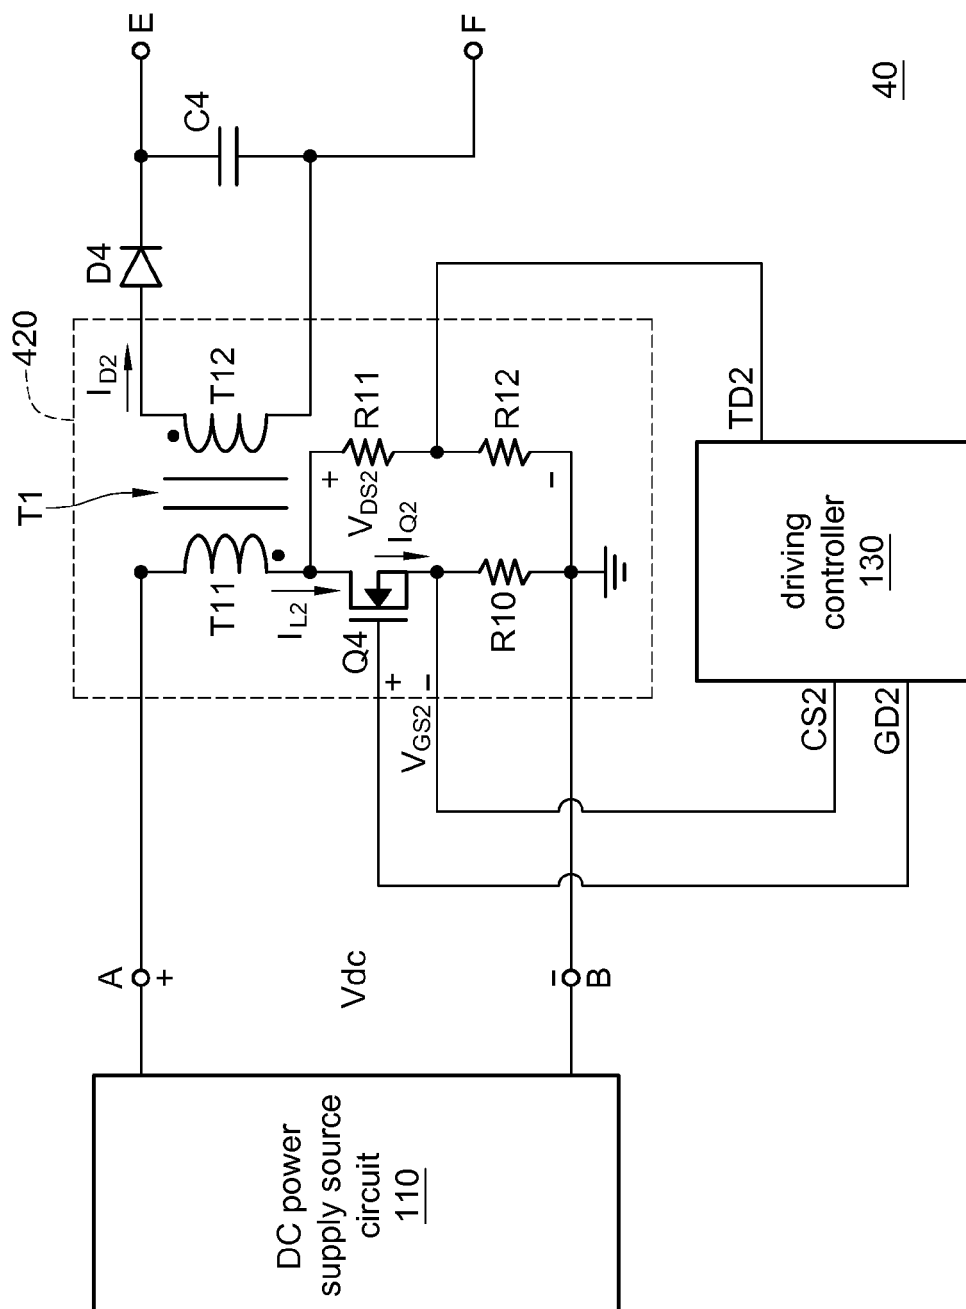 40
E
F
C4
D4
420
I_D2
T12
T1
T11
I_L2
R11
R12
+
V_DS2
−
I_Q2
Q4
R10
+
−
V_GS2
TD2
driving
controller
130
CS2
GD2
A
+
Vdc
−
B
DC power
supply source
circuit
110